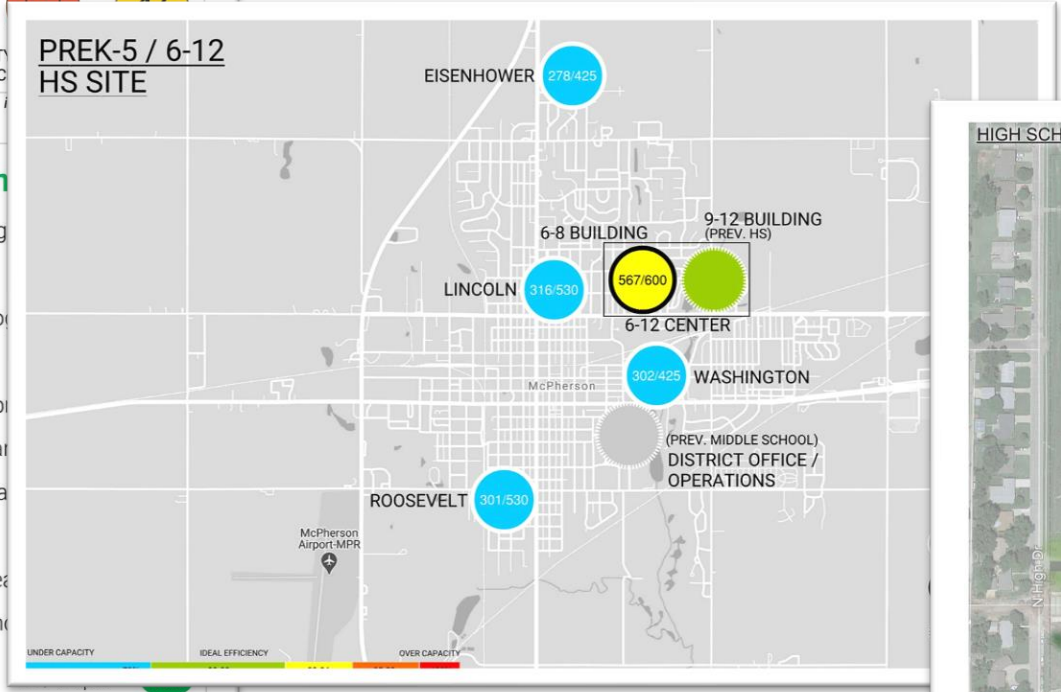 PREK-5 / 6-12
HS SITE
EISENHOWER
278/425
9-12 BUILDING
(PREV. HS)
6-8 BUILDING
567/600
LINCOLN
316/530
6-12 CENTER
302/425
WASHINGTON
McPherson
(PREV. MIDDLE SCHOOL)
DISTRICT OFFICE /
OPERATIONS
ROOSEVELT
301/530
McPherson
Airport-MPR
UNDER CAPACITY
IDEAL EFFICIENCY
OVER CAPACITY
HIGH SCH
N High Dr